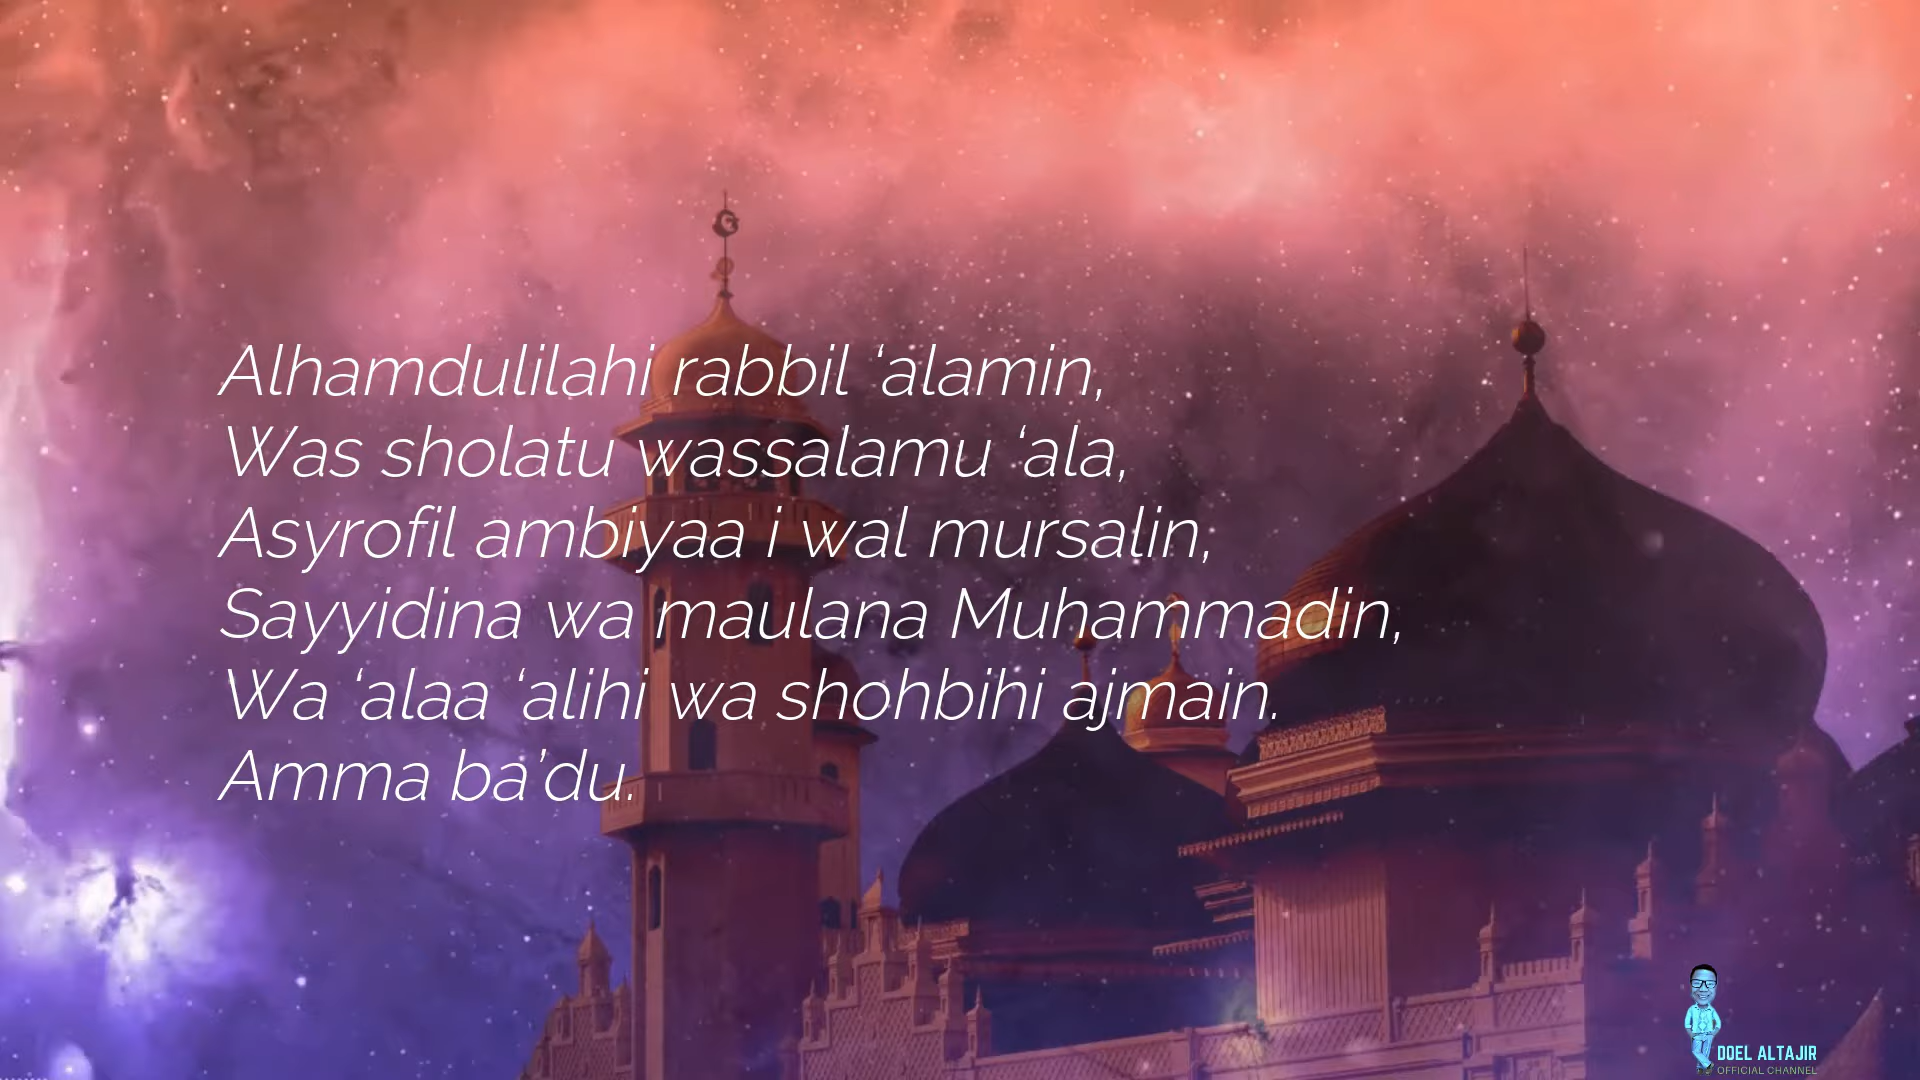 Alhamdulilahi rabbil ‘alamin,
Was sholatu wassalamu ‘ala,
Asyrofil ambiyaa i wal mursalin,
Sayyidina wa maulana Muhammadin,
Wa ‘alaa ‘alihi wa shohbihi ajmain.
Amma ba’du.
DOEL ALTAJIR
OFFICIAL CHANNEL